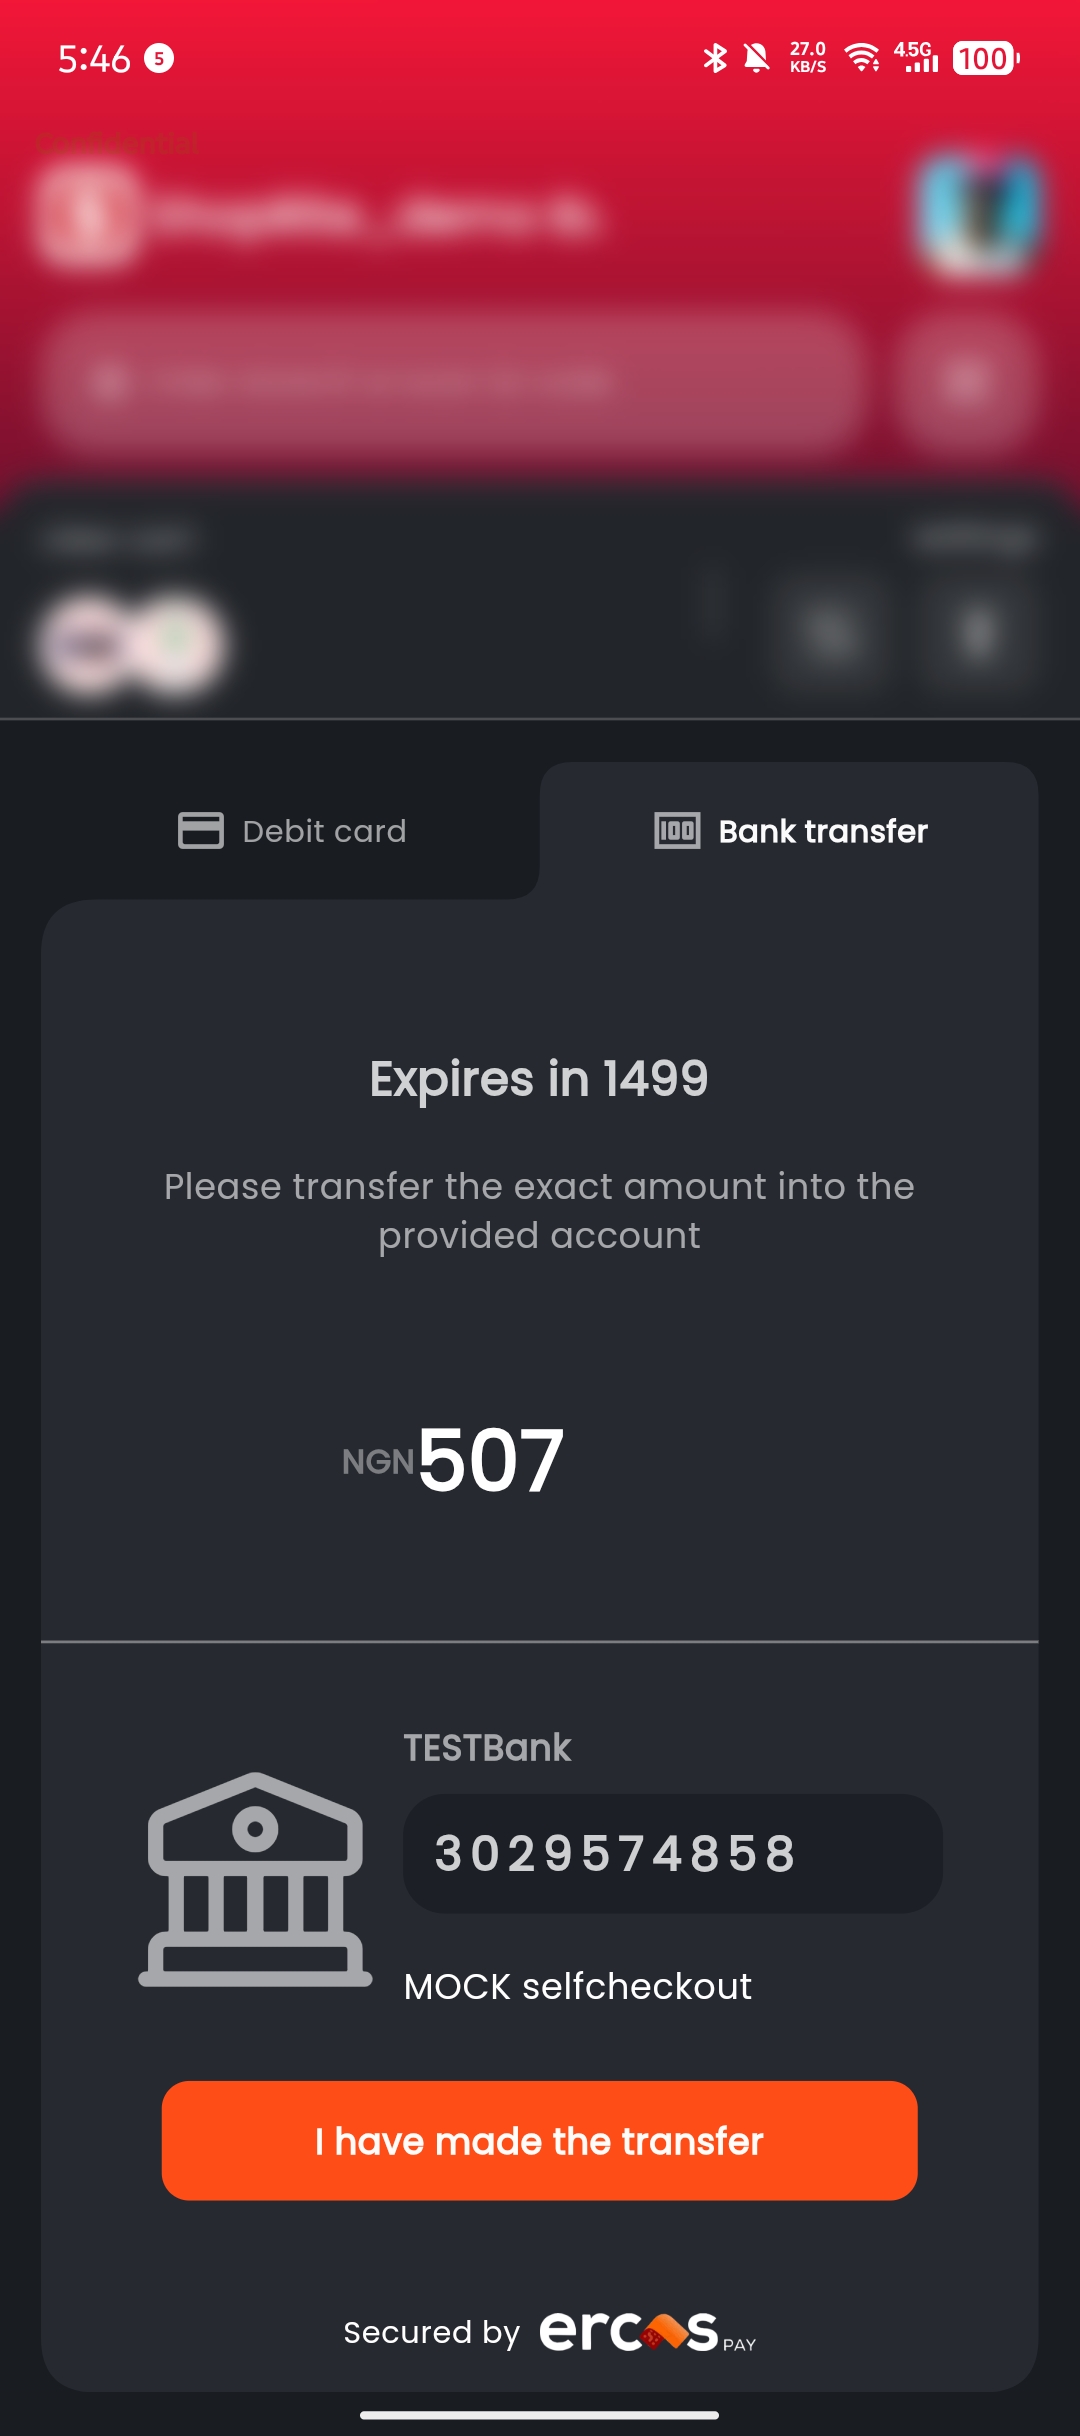 5:46 5 27.0 KB/S 4.5G 100
Confidential
Debit card
Bank transfer
Expires in 1499
Please transfer the exact amount into the
provided account
NGN507
TESTBank
3029574858
MOCK selfcheckout
I have made the transfer
Secured by ercas PAY